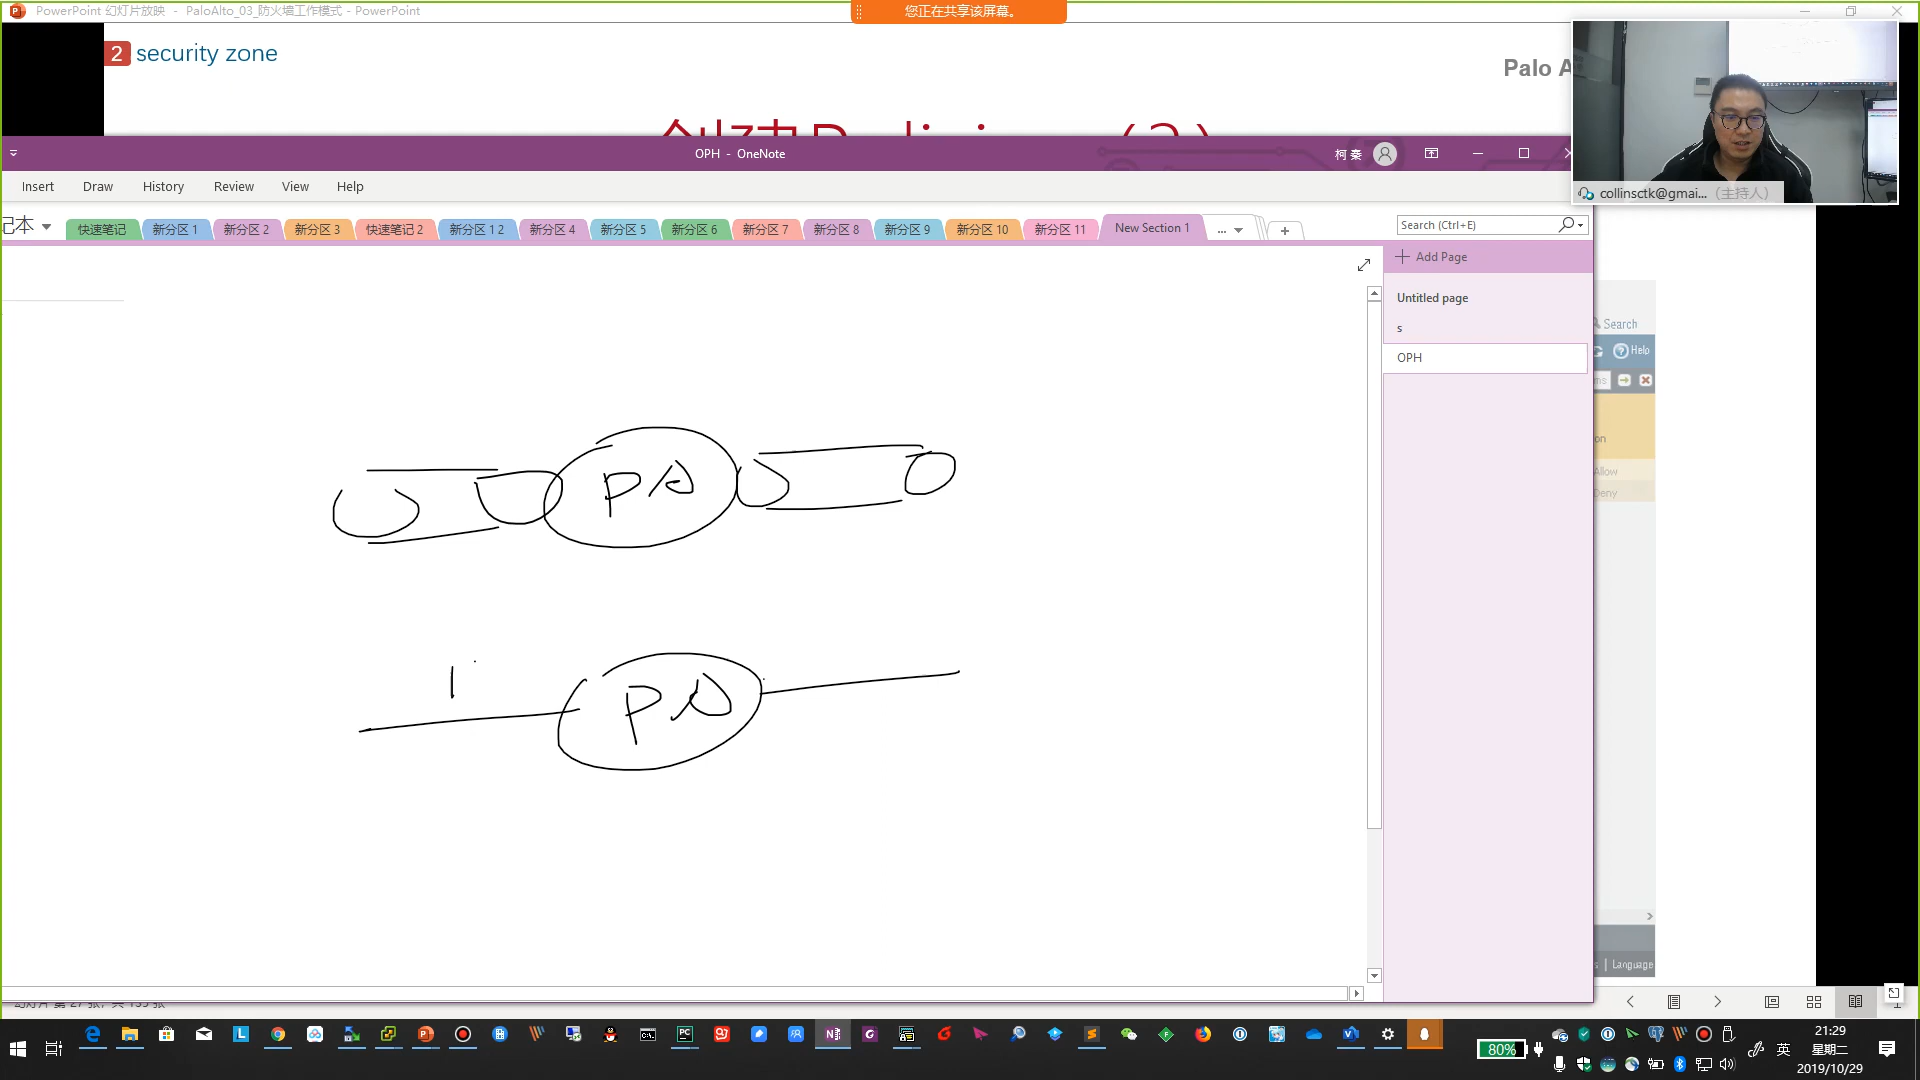 PowerPoint 幻灯片放映 - PaloAlto_03_防火墙工作模式 - PowerPoint
您正在共享该屏幕。
2 security zone
Palo A
OPH - OneNote
柯 秦
collinsctk@gmai... （主持人）
Insert Draw History Review View Help
记本
快速笔记 新分区 1 新分区 2 新分区 3 快速笔记 2 新分区 1 2 新分区 4 新分区 5 新分区 6 新分区 7 新分区 8 新分区 9 新分区 10 新分区 11 New Section 1 ... +
Search (Ctrl+E)
Add Page
Untitled page
s
OPH
Search
Help
ms
on
Allow
Deny
PA
PA
s | Language
80%
英
21:29
星期二
2019/10/29